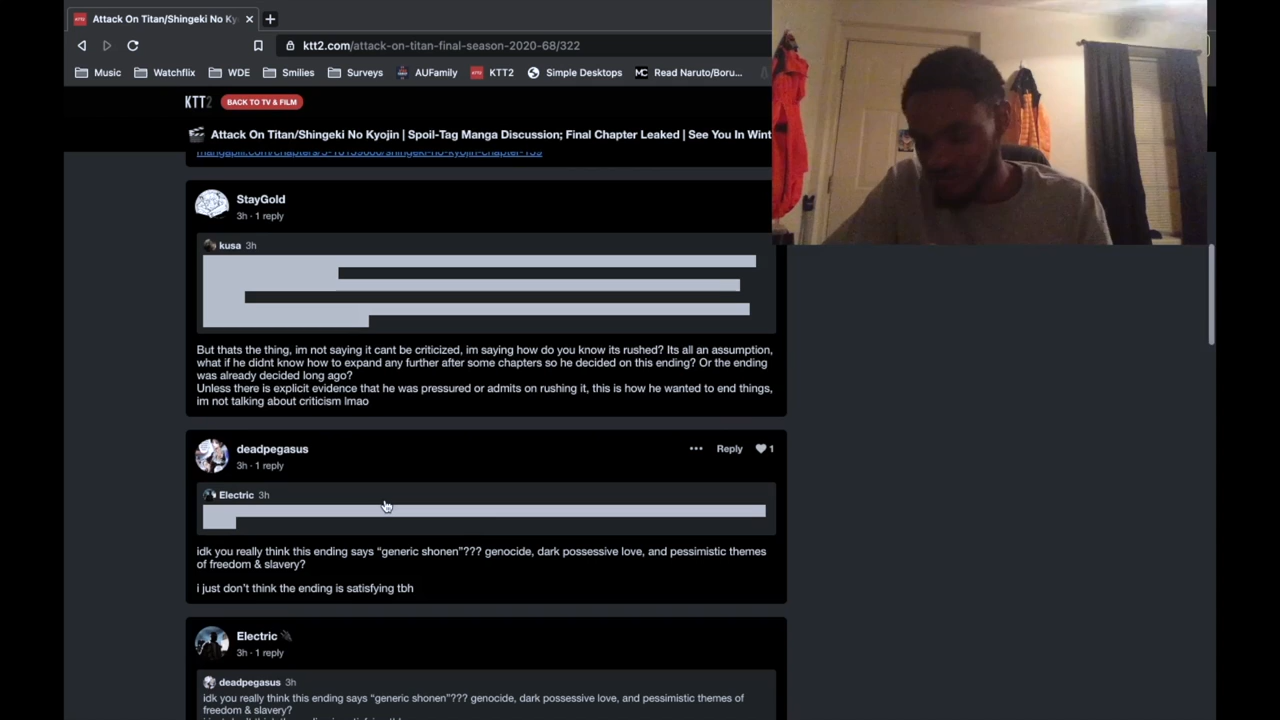 Attack On Titan/Shingeki No Ky
ktt2.com/attack-on-titan-final-season-2020-68/322
Music
Watchflix
WDE
Smilies
Surveys
AUFamily
KTT2
Simple Desktops
Read Naruto/Boru...
KTT2
BACK TO TV & FILM
Attack On Titan/Shingeki No Kyojin | Spoil-Tag Manga Discussion; Final Chapter Leaked | See You In Wint
StayGold
3h · 1 reply
kusa 3h
But thats the thing, im not saying it cant be criticized, im saying how do you know its rushed? Its all an assumption,
what if he didnt know how to expand any further after some chapters so he decided on this ending? Or the ending
was already decided long ago?
Unless there is explicit evidence that he was pressured or admits on rushing it, this is how he wanted to end things,
im not talking about criticism lmao
deadpegasus
3h · 1 reply
Reply
1
Electric 3h
idk you really think this ending says “generic shonen”??? genocide, dark possessive love, and pessimistic themes
of freedom & slavery?
i just don’t think the ending is satisfying tbh
Electric
3h · 1 reply
deadpegasus 3h
idk you really think this ending says “generic shonen”??? genocide, dark possessive love, and pessimistic themes of
freedom & slavery?